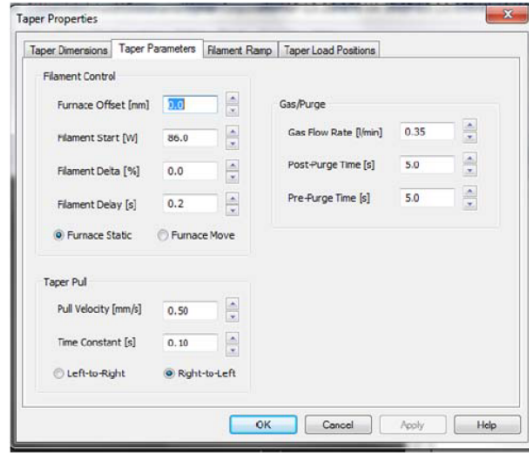 Taper Properties
Taper Dimensions Taper Parameters Filament Ramp Taper Load Positions
Filament Control
Furnace Offset [mm] 0.0
Filament Start [W] 86.0
Filament Delta [%] 0.0
Filament Delay [s] 0.2
Furnace Static Furnace Move
Gas/Purge
Gas Flow Rate [l/min] 0.35
Post-Purge Time [s] 5.0
Pre-Purge Time [s] 5.0
Taper Pull
Pull Velocity [mm/s] 0.50
Time Constant [s] 0.10
Left-to-Right Right-to-Left
OK Cancel Apply Help